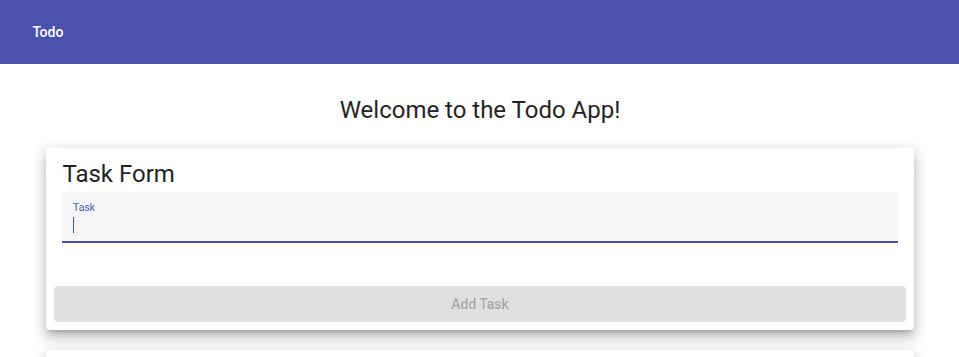 Todo
Welcome to the Todo App!
Task Form
Task
Add Task